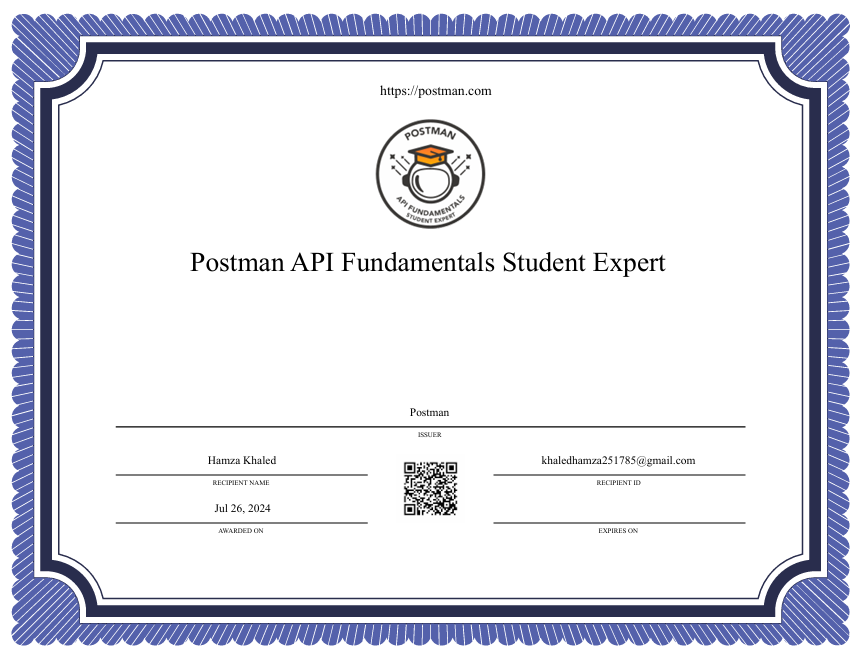 https://postman.com
POSTMAN
API FUNDAMENTALS
STUDENT EXPERT
Postman API Fundamentals Student Expert
Postman
ISSUER
Hamza Khaled
khaledhamza251785@gmail.com
RECIPIENT NAME
RECIPIENT ID
Jul 26, 2024
AWARDED ON
EXPIRES ON